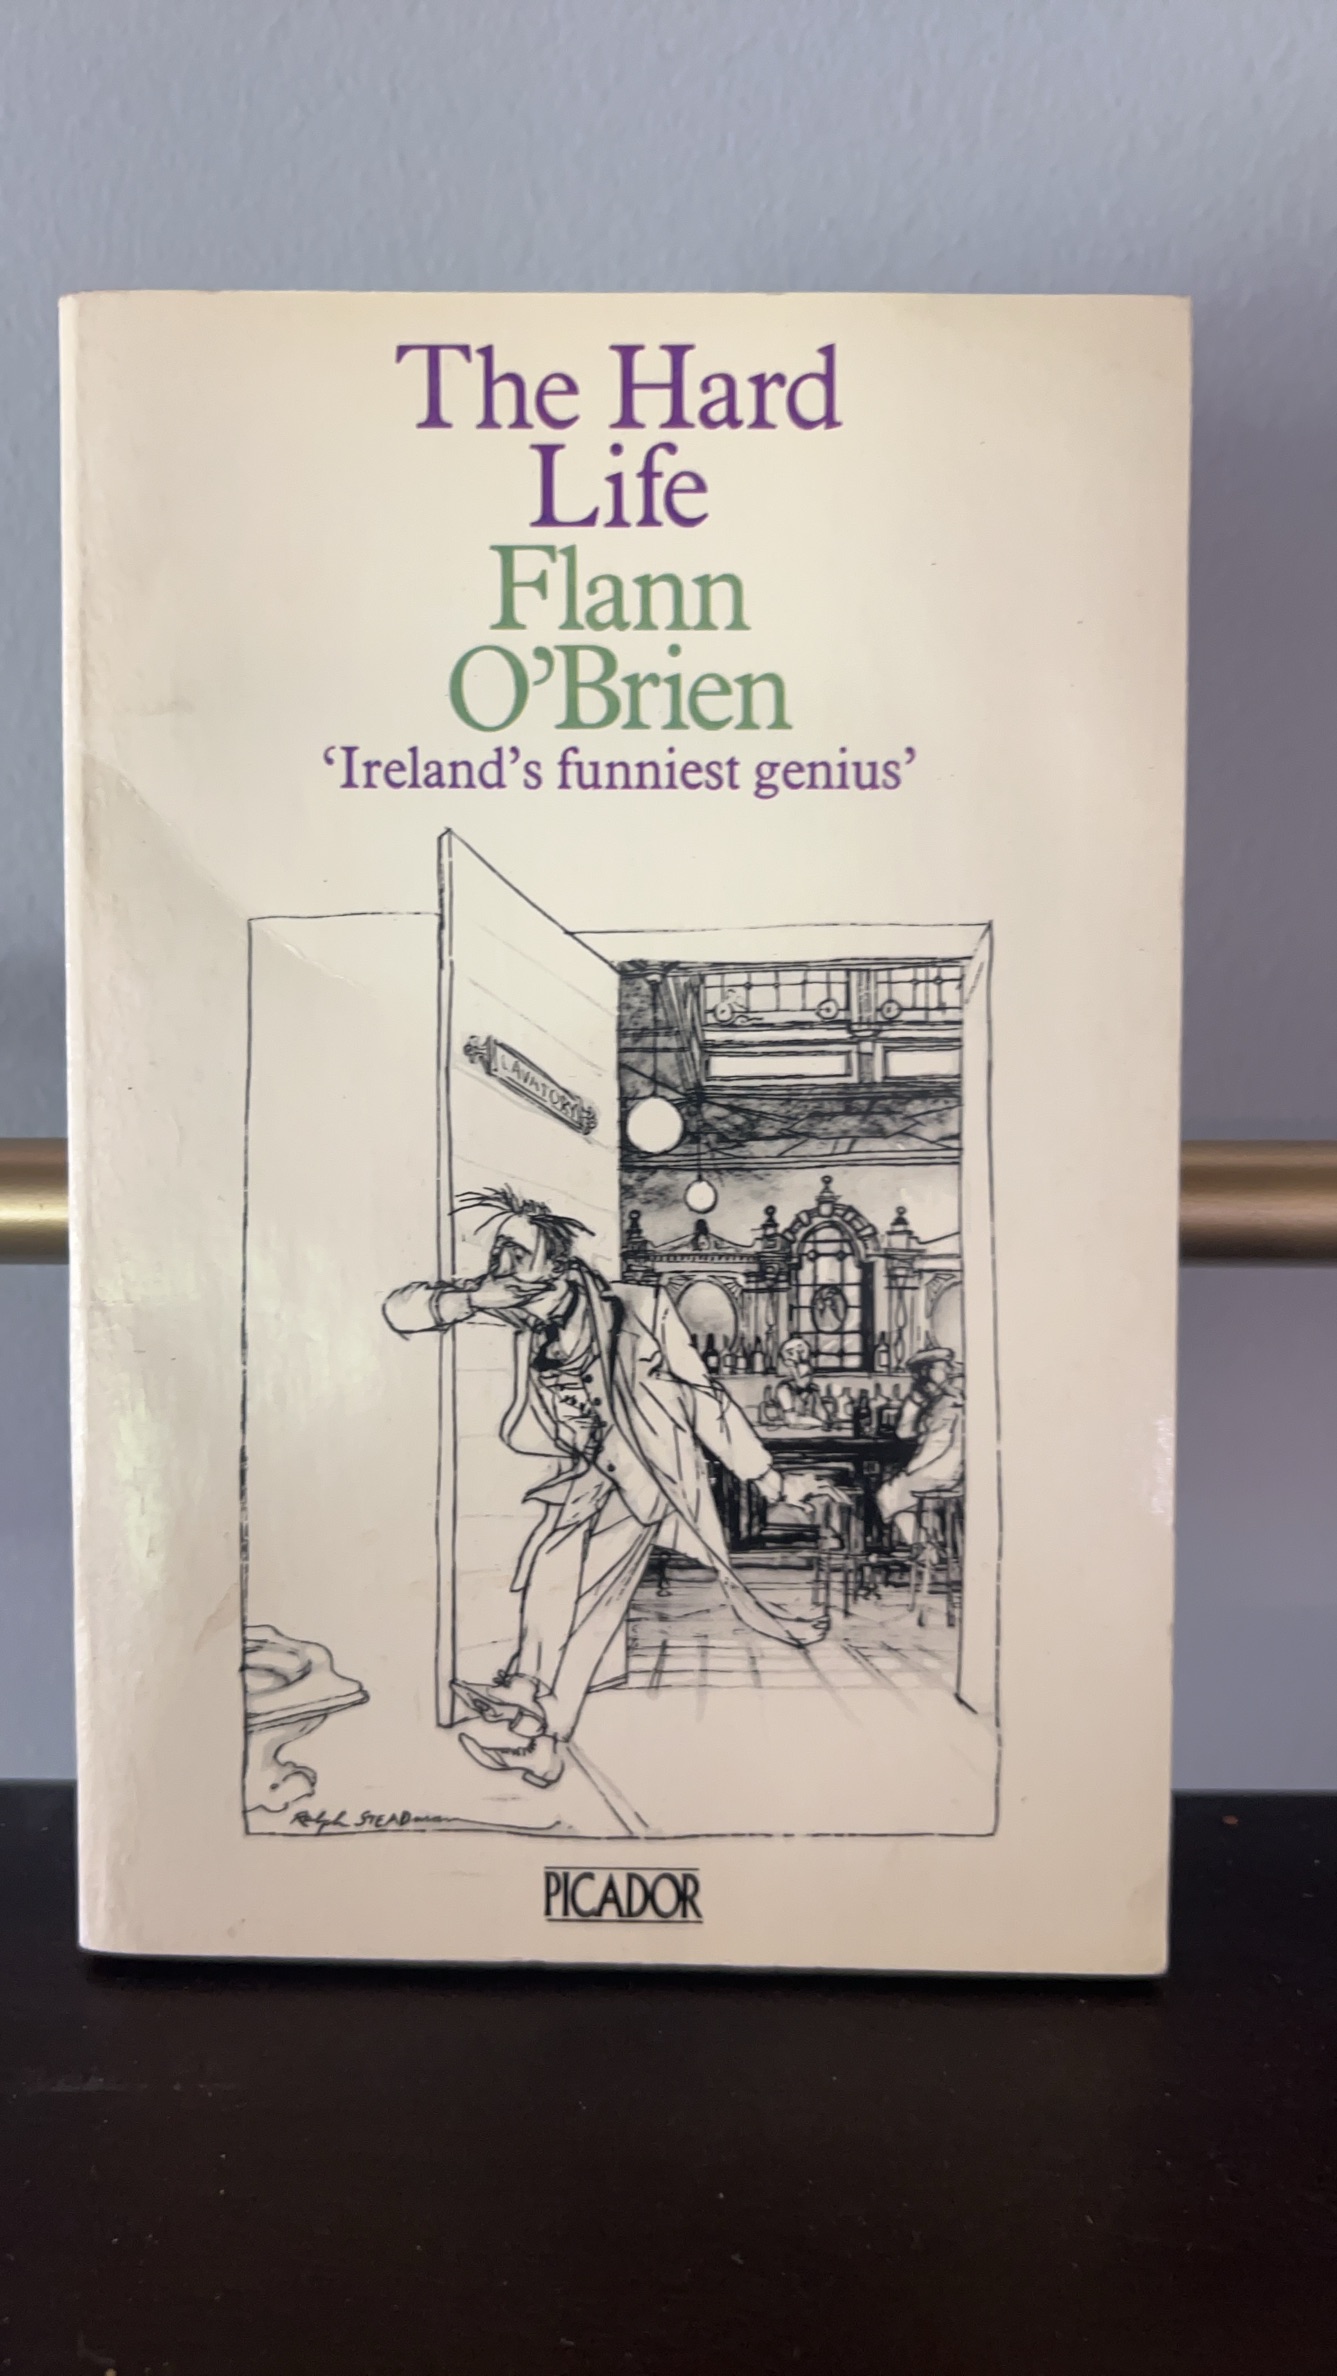 The Hard
Life
Flann
O’Brien
‘Ireland’s funniest genius’
LAVATORY
Ralph STEADman
PICADOR